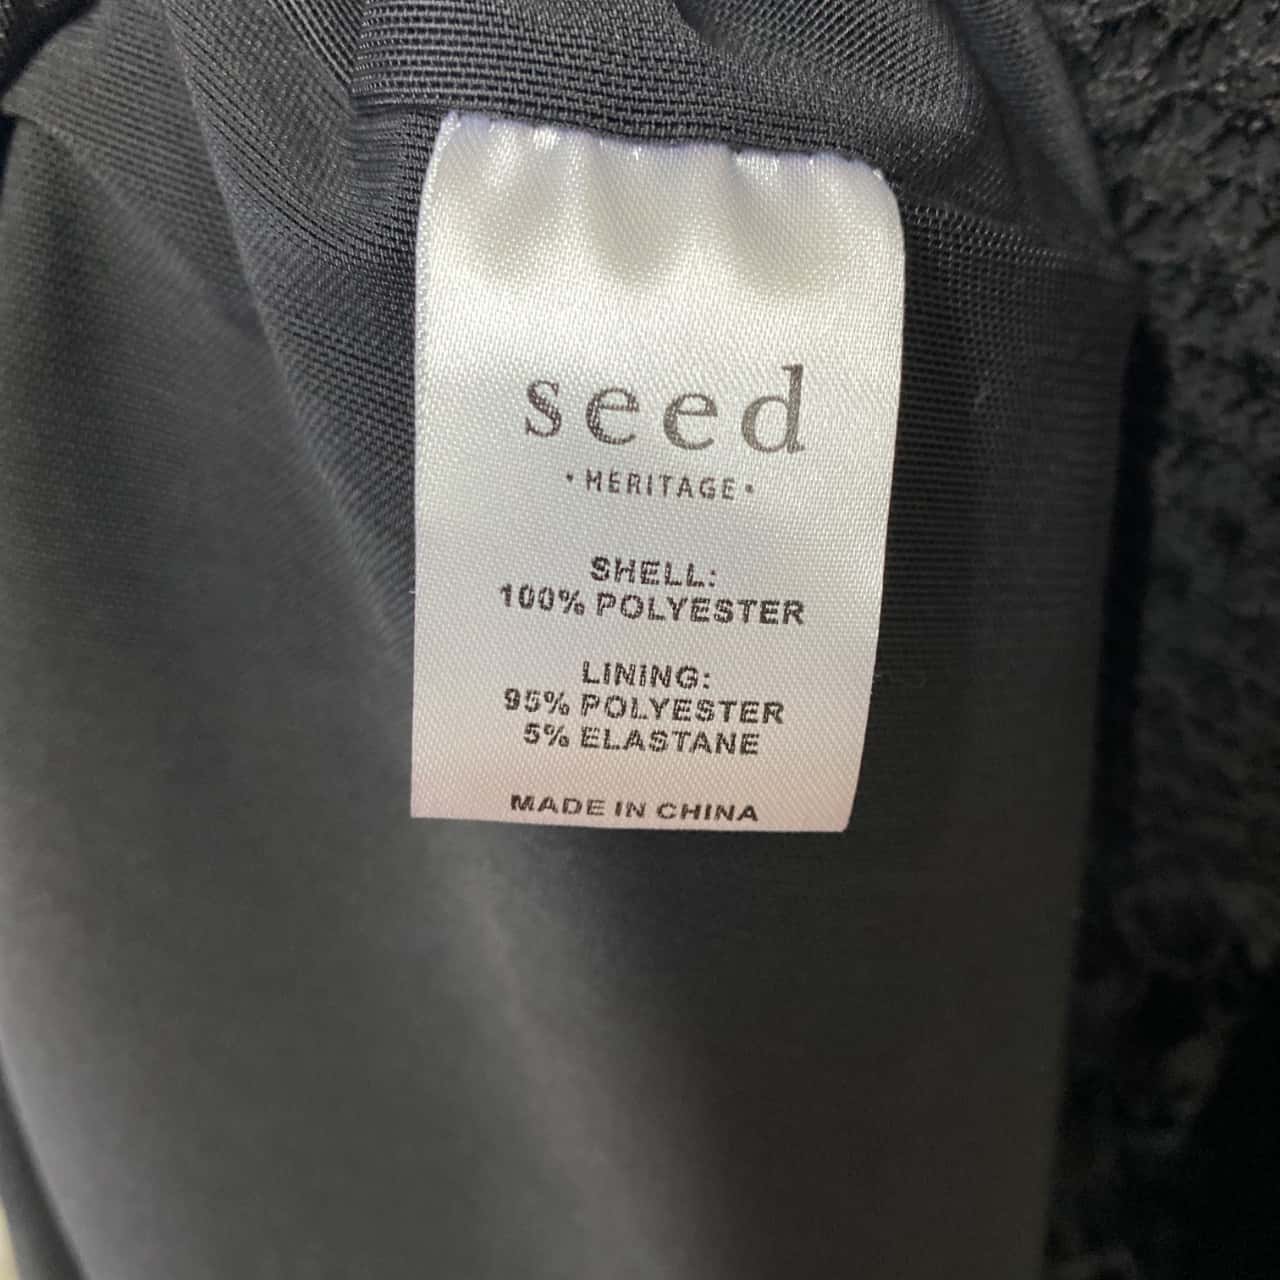 seed
• HERITAGE •
SHELL:
100% POLYESTER
LINING:
95% POLYESTER
5% ELASTANE
MADE IN CHINA